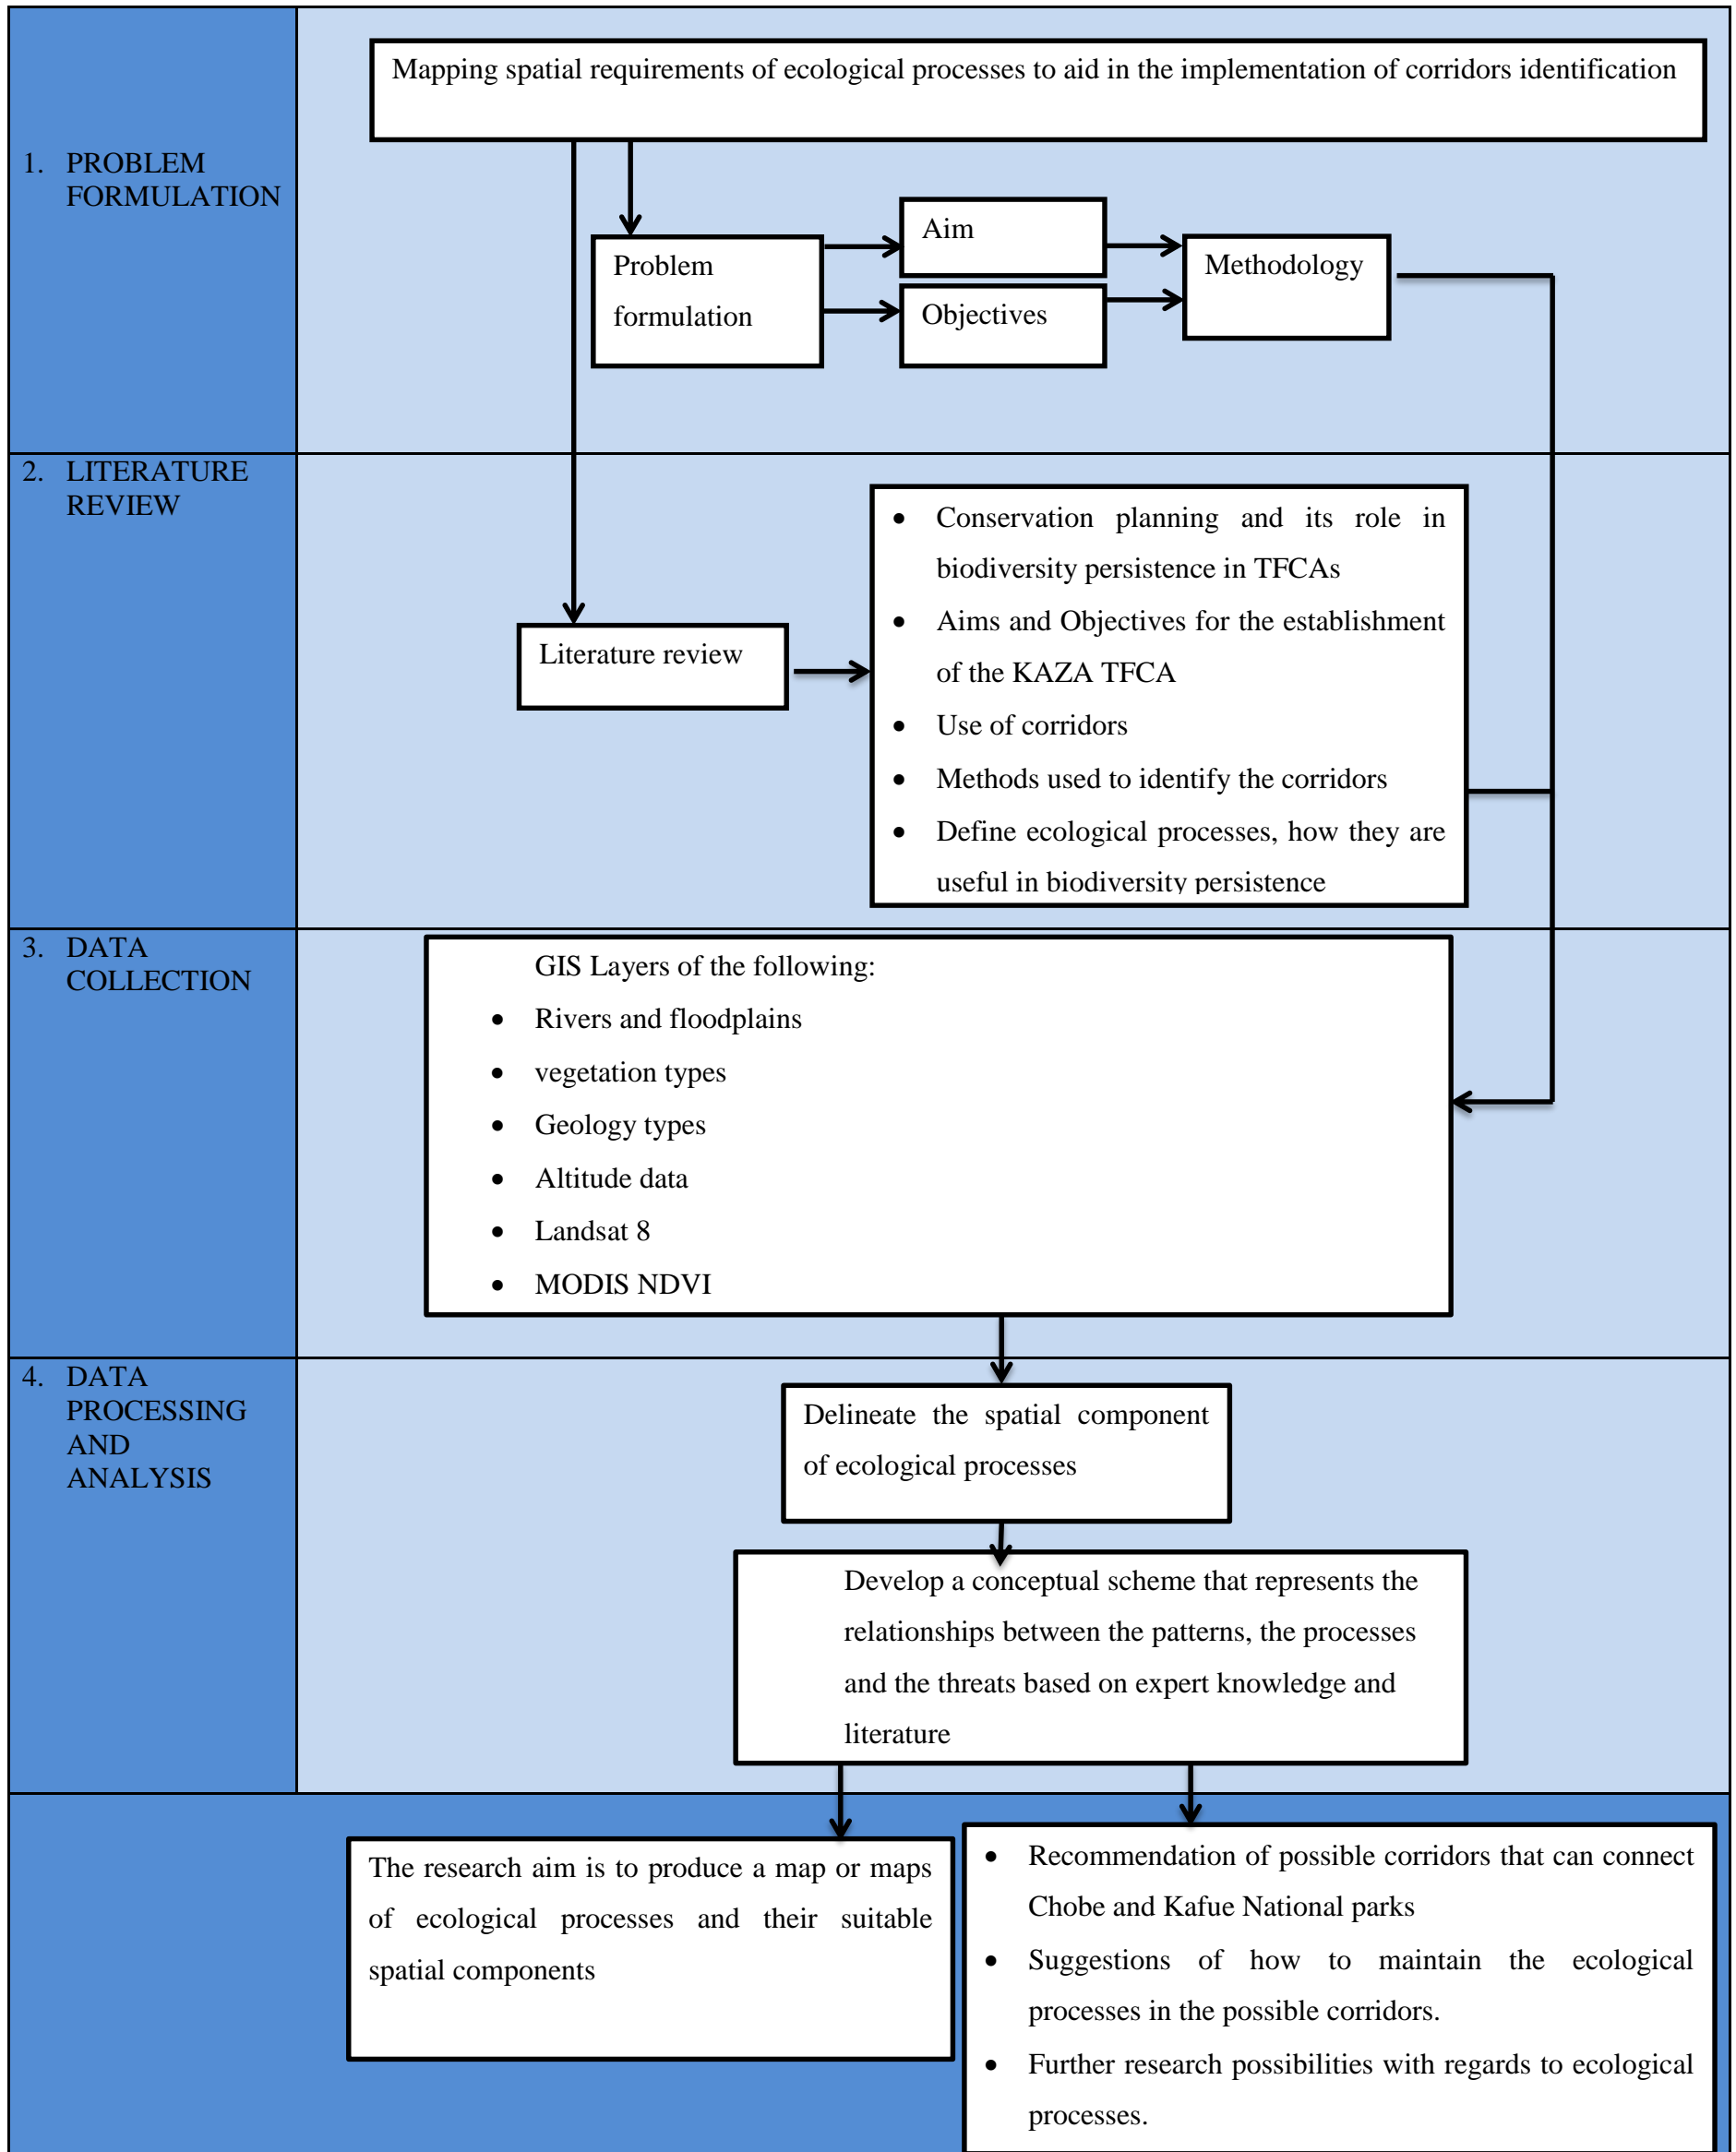 Mapping spatial requirements of ecological processes to aid in the implementation of corridors identification
1. PROBLEM
FORMULATION
Problem
formulation
Aim
Objectives
Methodology
2. LITERATURE
REVIEW
Literature review
• Conservation planning and its role in
biodiversity persistence in TFCAs
• Aims and Objectives for the establishment
of the KAZA TFCA
• Use of corridors
• Methods used to identify the corridors
• Define ecological processes, how they are
useful in biodiversity persistence
3. DATA
COLLECTION
GIS Layers of the following:
• Rivers and floodplains
• vegetation types
• Geology types
• Altitude data
• Landsat 8
• MODIS NDVI
4. DATA
PROCESSING
AND
ANALYSIS
Delineate the spatial component
of ecological processes
Develop a conceptual scheme that represents the
relationships between the patterns, the processes
and the threats based on expert knowledge and
literature
The research aim is to produce a map or maps
of ecological processes and their suitable
spatial components
• Recommendation of possible corridors that can connect
Chobe and Kafue National parks
• Suggestions of how to maintain the ecological
processes in the possible corridors.
• Further research possibilities with regards to ecological
processes.